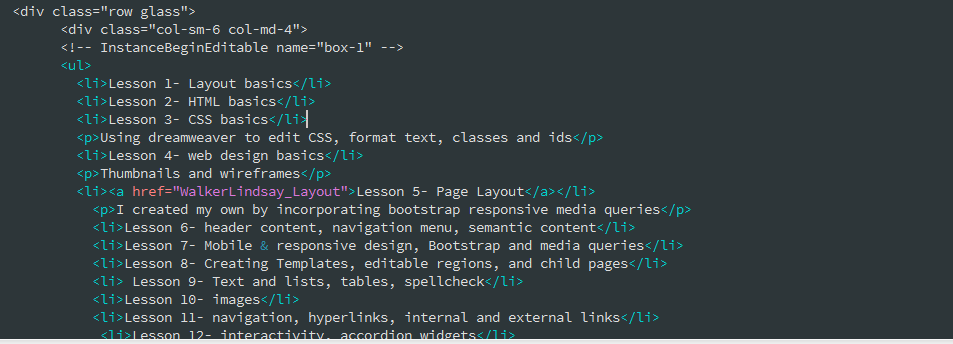 <div class="row glass">
<div class="col-sm-6 col-md-4">
<!-- InstanceBeginEditable name="box-1" -->
<ul>
<li>Lesson 1- Layout basics</li>
<li>Lesson 2- HTML basics</li>
<li>Lesson 3- CSS basics</li>
<p>Using dreamweaver to edit CSS, format text, classes and ids</p>
<li>Lesson 4- web design basics</li>
<p>Thumbnails and wireframes</p>
<li><a href="WalkerLindsay_Layout">Lesson 5- Page Layout</a></li>
<p>I created my own by incorporating bootstrap responsive media queries</p>
<li>Lesson 6- header content, navigation menu, semantic content</li>
<li>Lesson 7- Mobile & responsive design, Bootstrap and media queries</li>
<li>Lesson 8- Creating Templates, editable regions, and child pages</li>
<li> Lesson 9- Text and lists, tables, spellcheck</li>
<li>Lesson 10- images</li>
<li>Lesson 11- navigation, hyperlinks, internal and external links</li>
<li>Lesson 12- interactivity, accordion widgets</li>